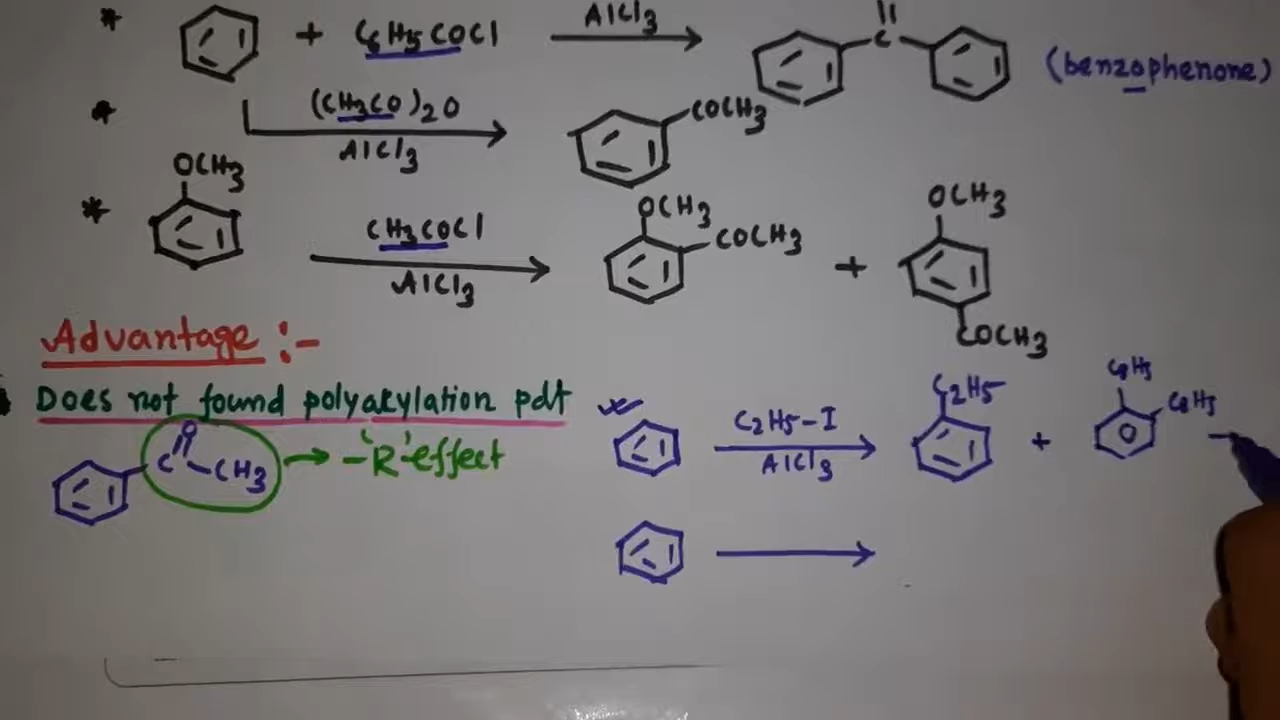 * + C6H5COCl AlCl3 C (benzophenone)
* (CH3CO)2O AlCl3 COCH3
* OCH3 CH3COCl AlCl3 OCH3 COCH3 + OCH3 COCH3
Advantage :-
Does not found polyacylation pdt
C O CH3 → -'R' effect
C2H5-I AlCl3 C2H5 + C2H5 C2H5